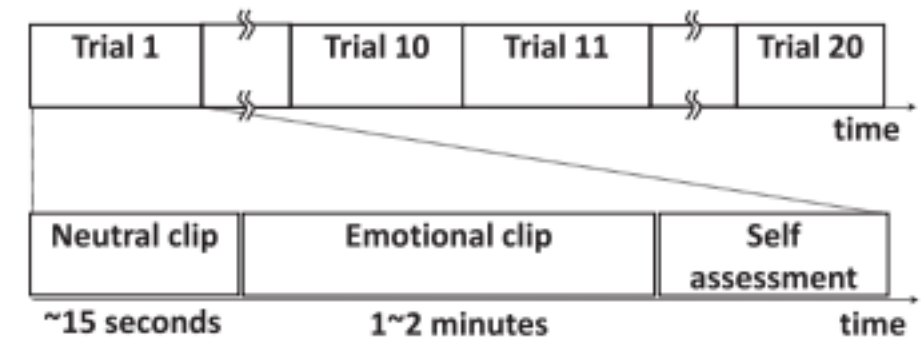 Trial 1
Trial 10
Trial 11
Trial 20
time
Neutral clip
Emotional clip
Self
assessment
~15 seconds
1~2 minutes
time